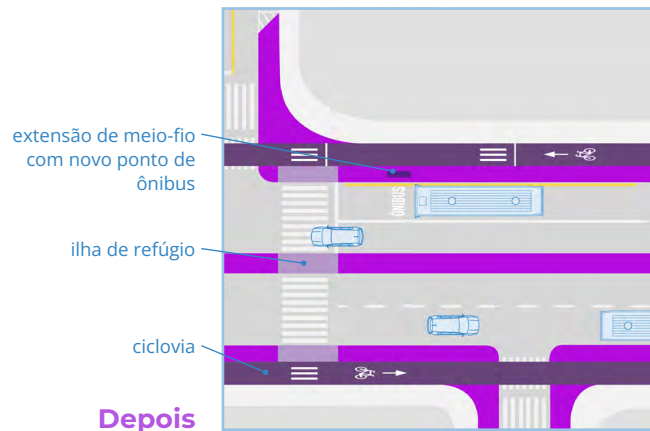 extensão de meio-fio
com novo ponto de
ônibus
ÔNIBUS
ilha de refúgio
ciclovia
Depois